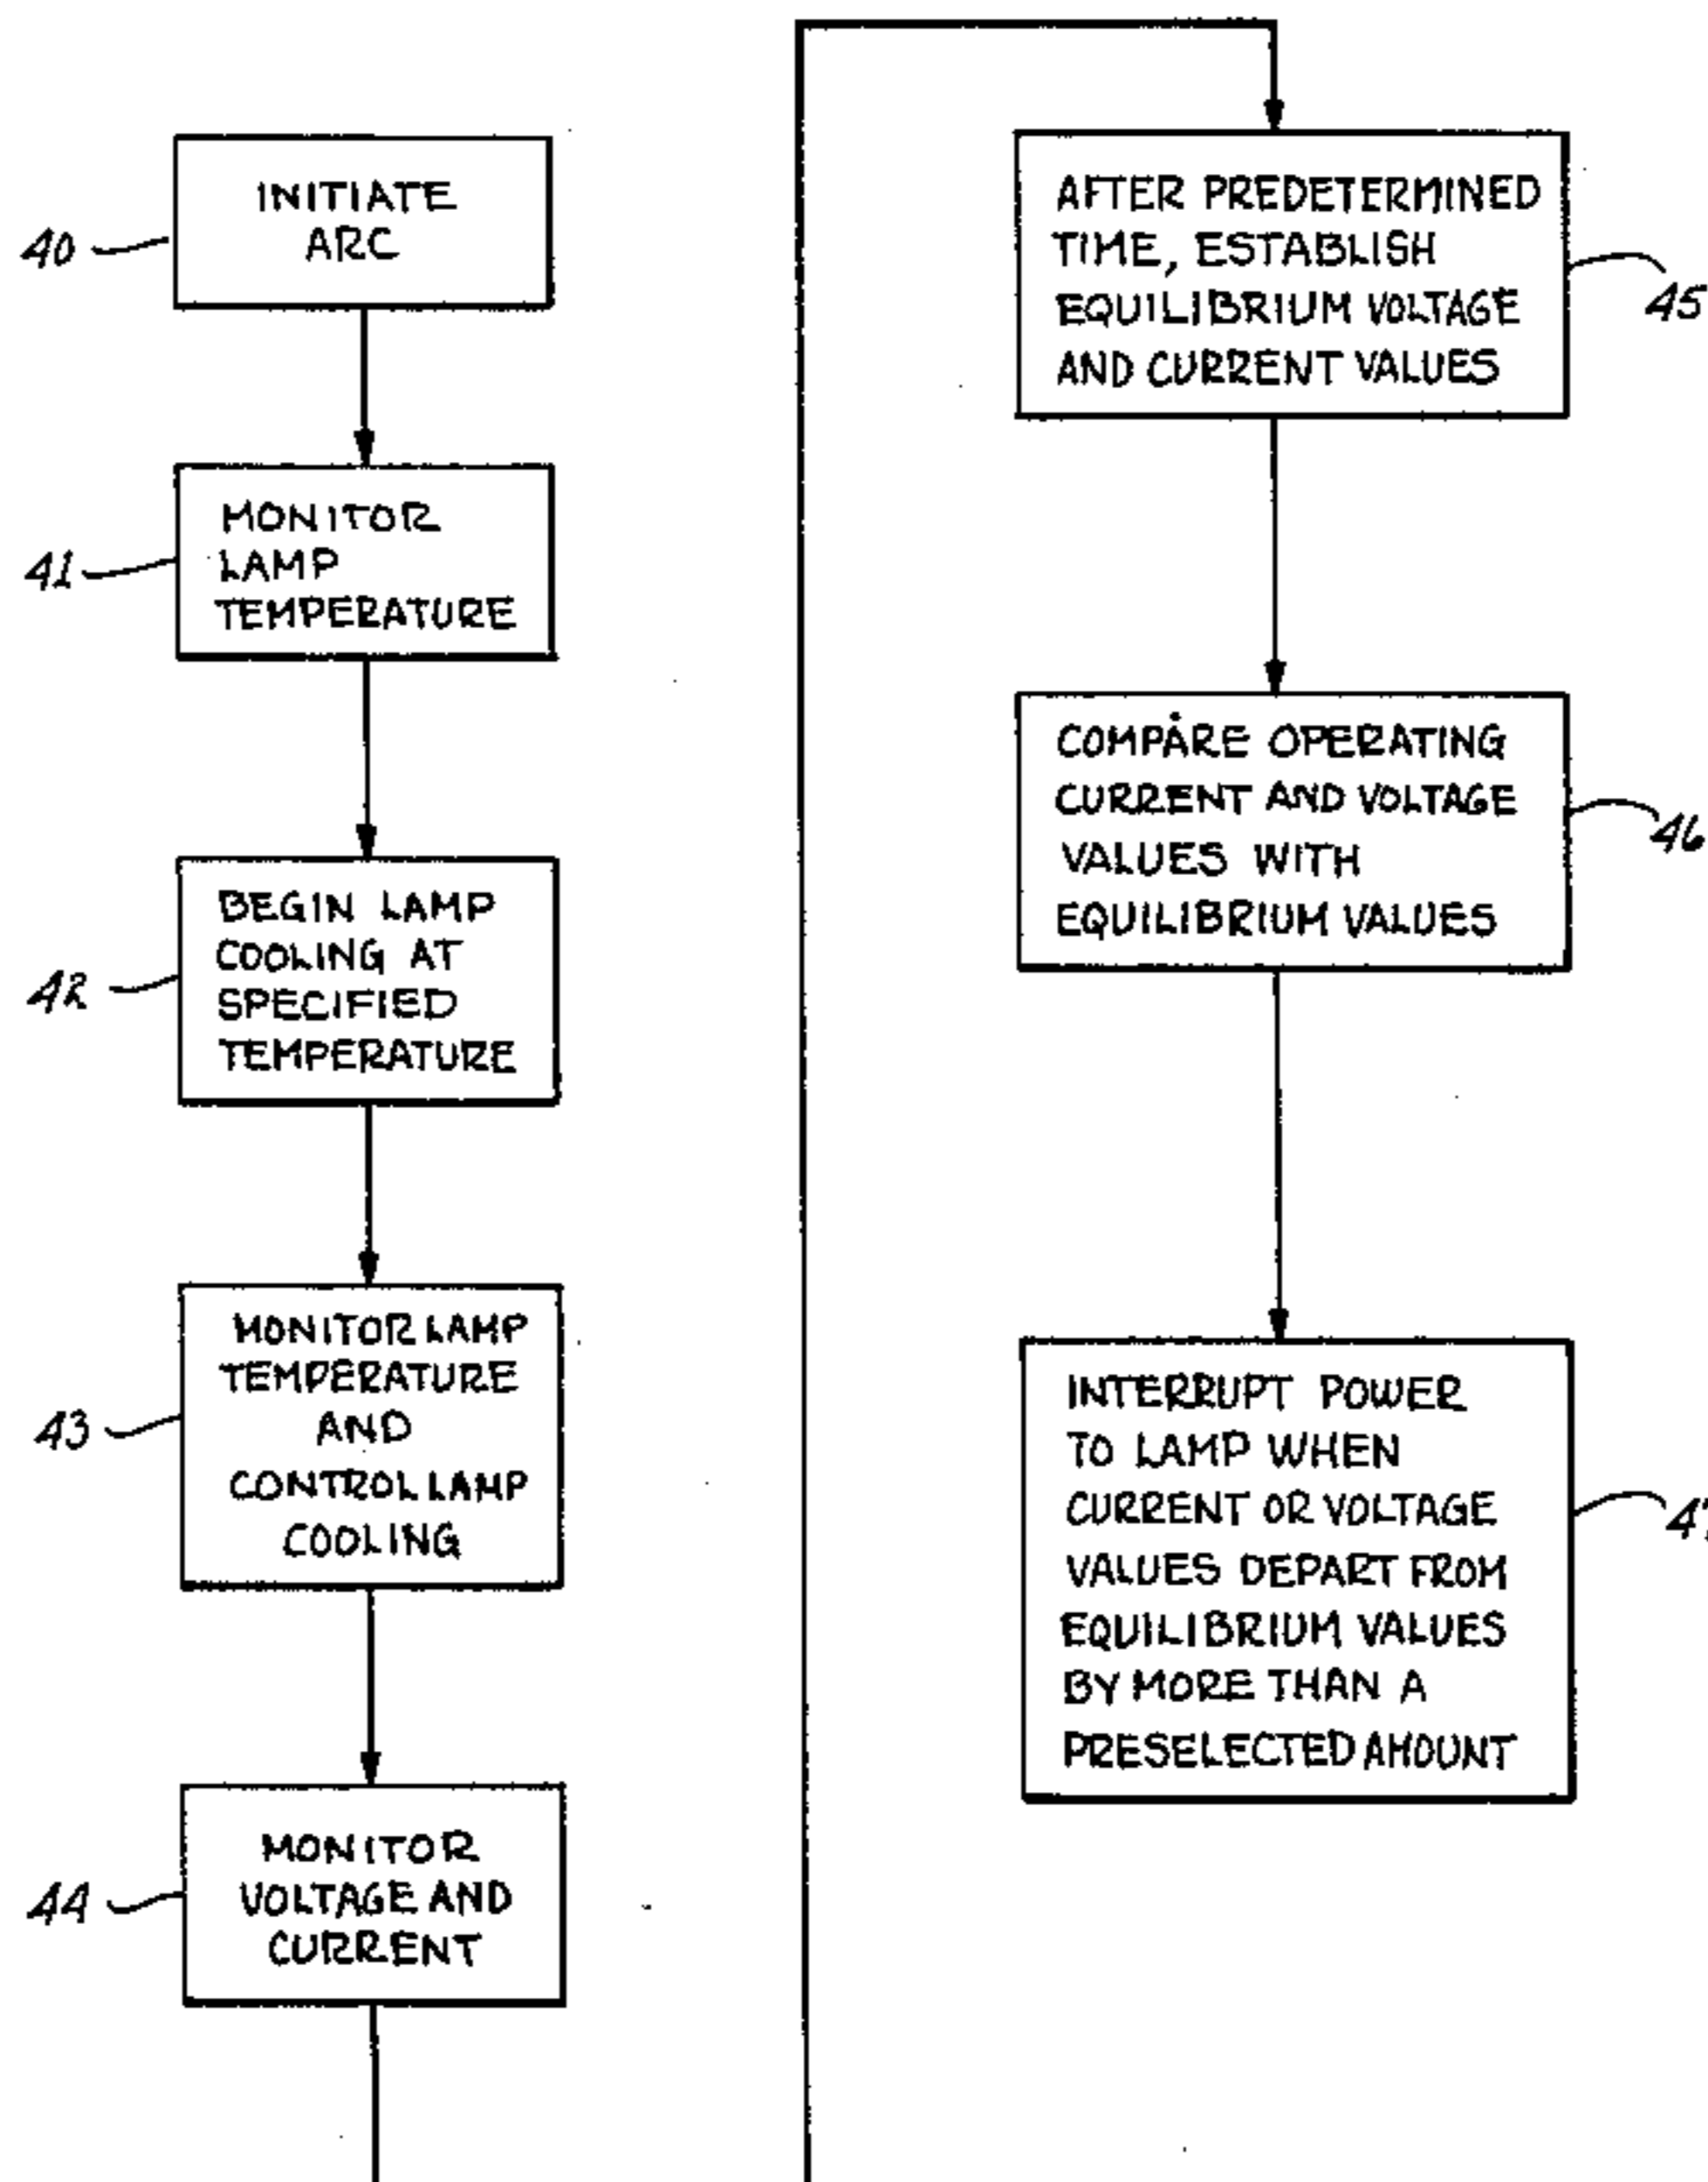 INITIATE
ARC
40
MONITOR
LAMP
TEMPERATURE
41
BEGIN LAMP
COOLING AT
SPECIFIED
TEMPERATURE
42
MONITOR LAMP
TEMPERATURE
AND
CONTROL LAMP
COOLING
43
MONITOR
VOLTAGE AND
CURRENT
44
AFTER PREDETERMINED
TIME, ESTABLISH
EQUILIBRIUM VOLTAGE
AND CURRENT VALUES
45
COMPARE OPERATING
CURRENT AND VOLTAGE
VALUES WITH
EQUILIBRIUM VALUES
46
INTERRUPT POWER
TO LAMP WHEN
CURRENT OR VOLTAGE
VALUES DEPART FROM
EQUILIBRIUM VALUES
BY MORE THAN A
PRESELECTED AMOUNT